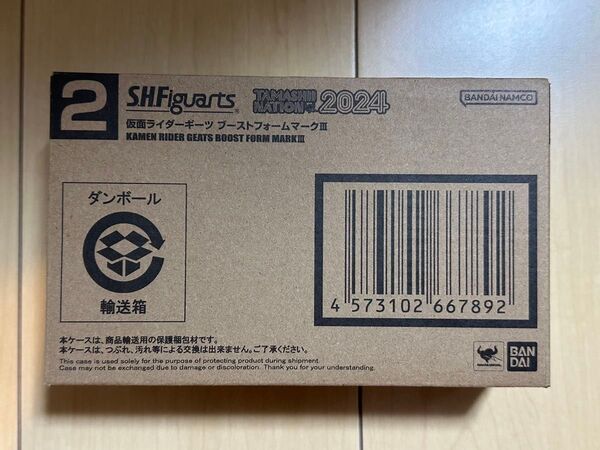 2
S.H.Figuarts TAMASHII NATION 2024
BANDAI NAMCO
仮面ライダーギーツ ブーストフォームマークⅢ
KAMEN RIDER GEATS BOOST FORM MARKⅢ
ダンボール
輸送箱
4 573102 667892
本ケースは、商品輸送用の保護梱包材です。
本ケースは、つぶれ、汚れ等による交換は出来ません。ご了承ください。
This case is used solely for the purpose of protecting product during shipment.
Case may not be exchanged due to damage or discoloration. Thank you for your understanding.
BAN
DAI